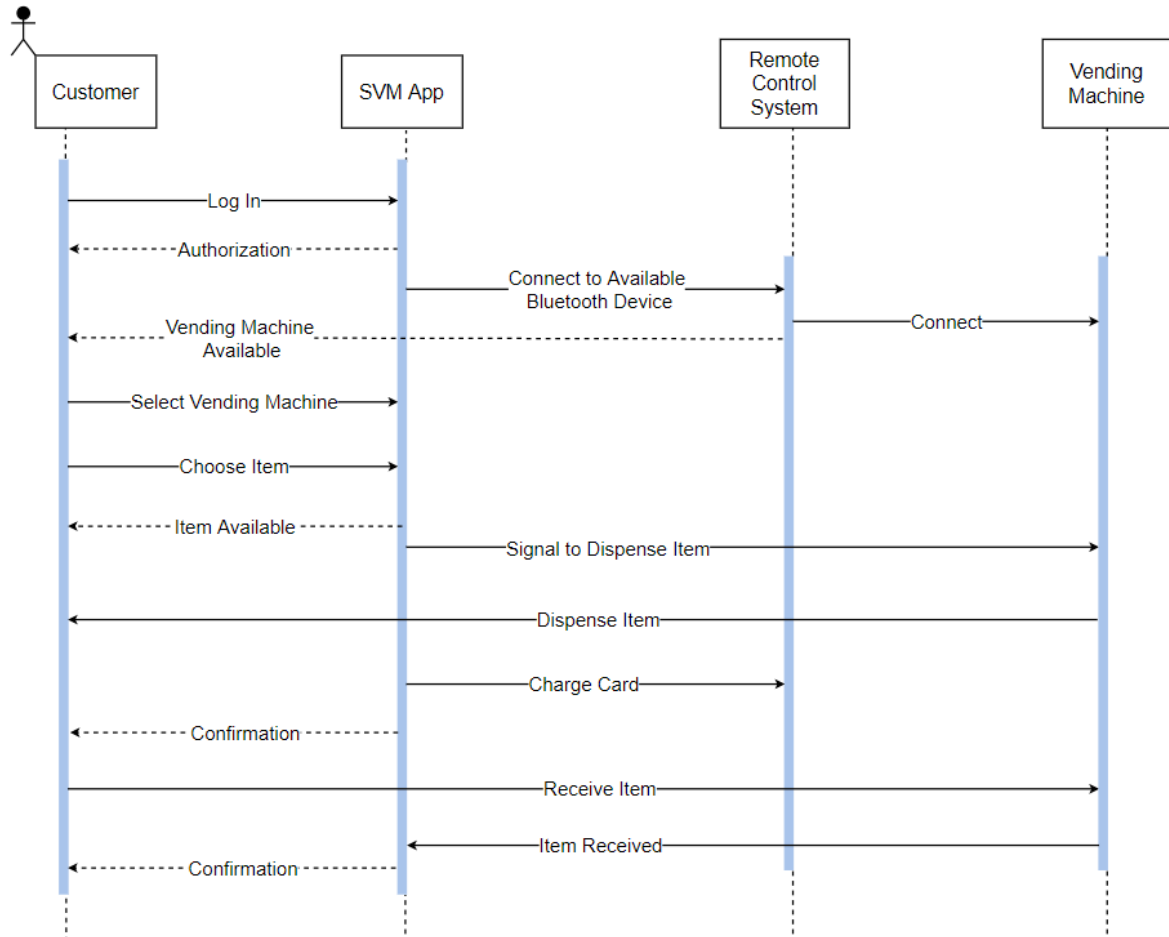 Customer
SVM App
Remote
Control
System
Vending
Machine
Log In
Authorization
Connect to Available
Bluetooth Device
Connect
Vending Machine
Available
Select Vending Machine
Choose Item
Item Available
Signal to Dispense Item
Dispense Item
Charge Card
Confirmation
Receive Item
Item Received
Confirmation